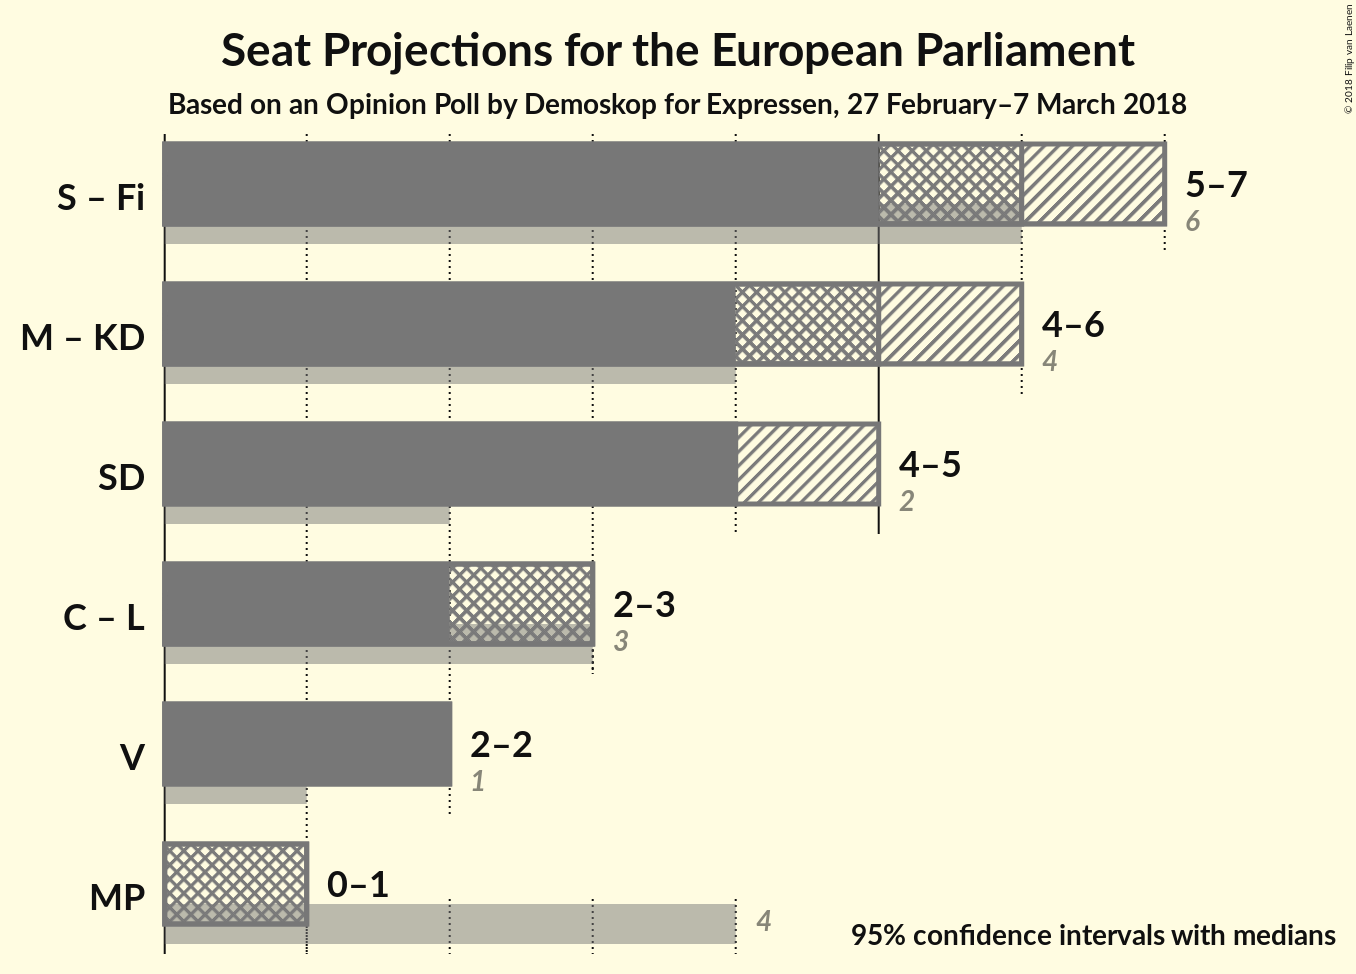 Seat Projections for the European Parliament
Based on an Opinion Poll by Demoskop for Expressen, 27 February–7 March 2018
© 2018 Filip van Laenen
S – Fi
5–7
6
M – KD
4–6
4
SD
4–5
2
C – L
2–3
3
V
2–2
1
MP
0–1
4
95% confidence intervals with medians